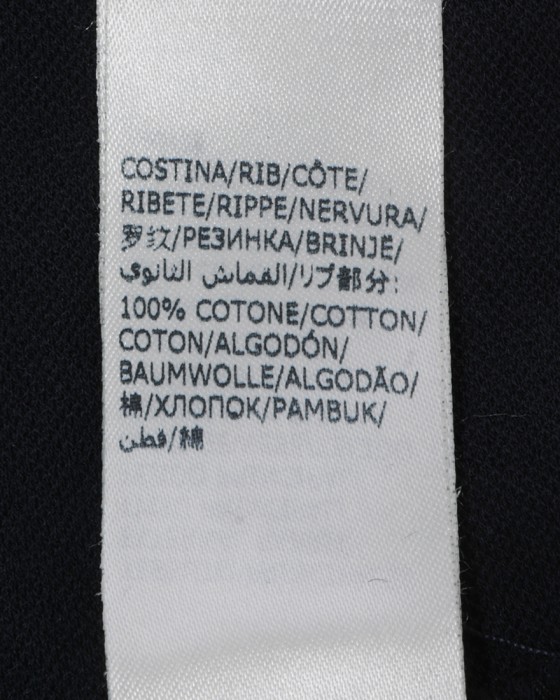 COSTINA/RIB/CÔTE/
RIBETE/RIPPE/NERVURA/
罗纹/РЕЗИНКА/BRINJE/
القماش الثانوي/リブ部分:
100% COTONE/COTTON/
COTON/ALGODÓN/
BAUMWOLLE/ALGODÃO/
棉/ХЛОПОК/PAMBUK/
قطن/綿